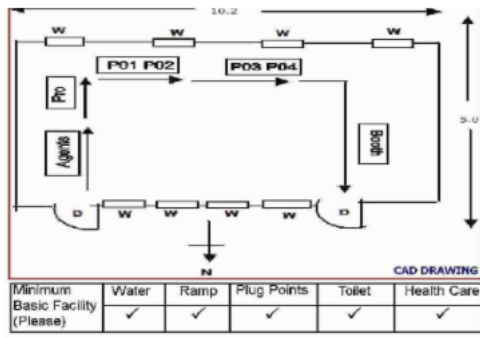 10.2
W W W W
P01 P02 P03 P04
Pro
Agents
Booth
5.0
D D
W W W W
N
CAD DRAWING
Minimum Basic Facility (Please) Water Ramp Plug Points Toilet Health Care
✓ ✓ ✓ ✓ ✓